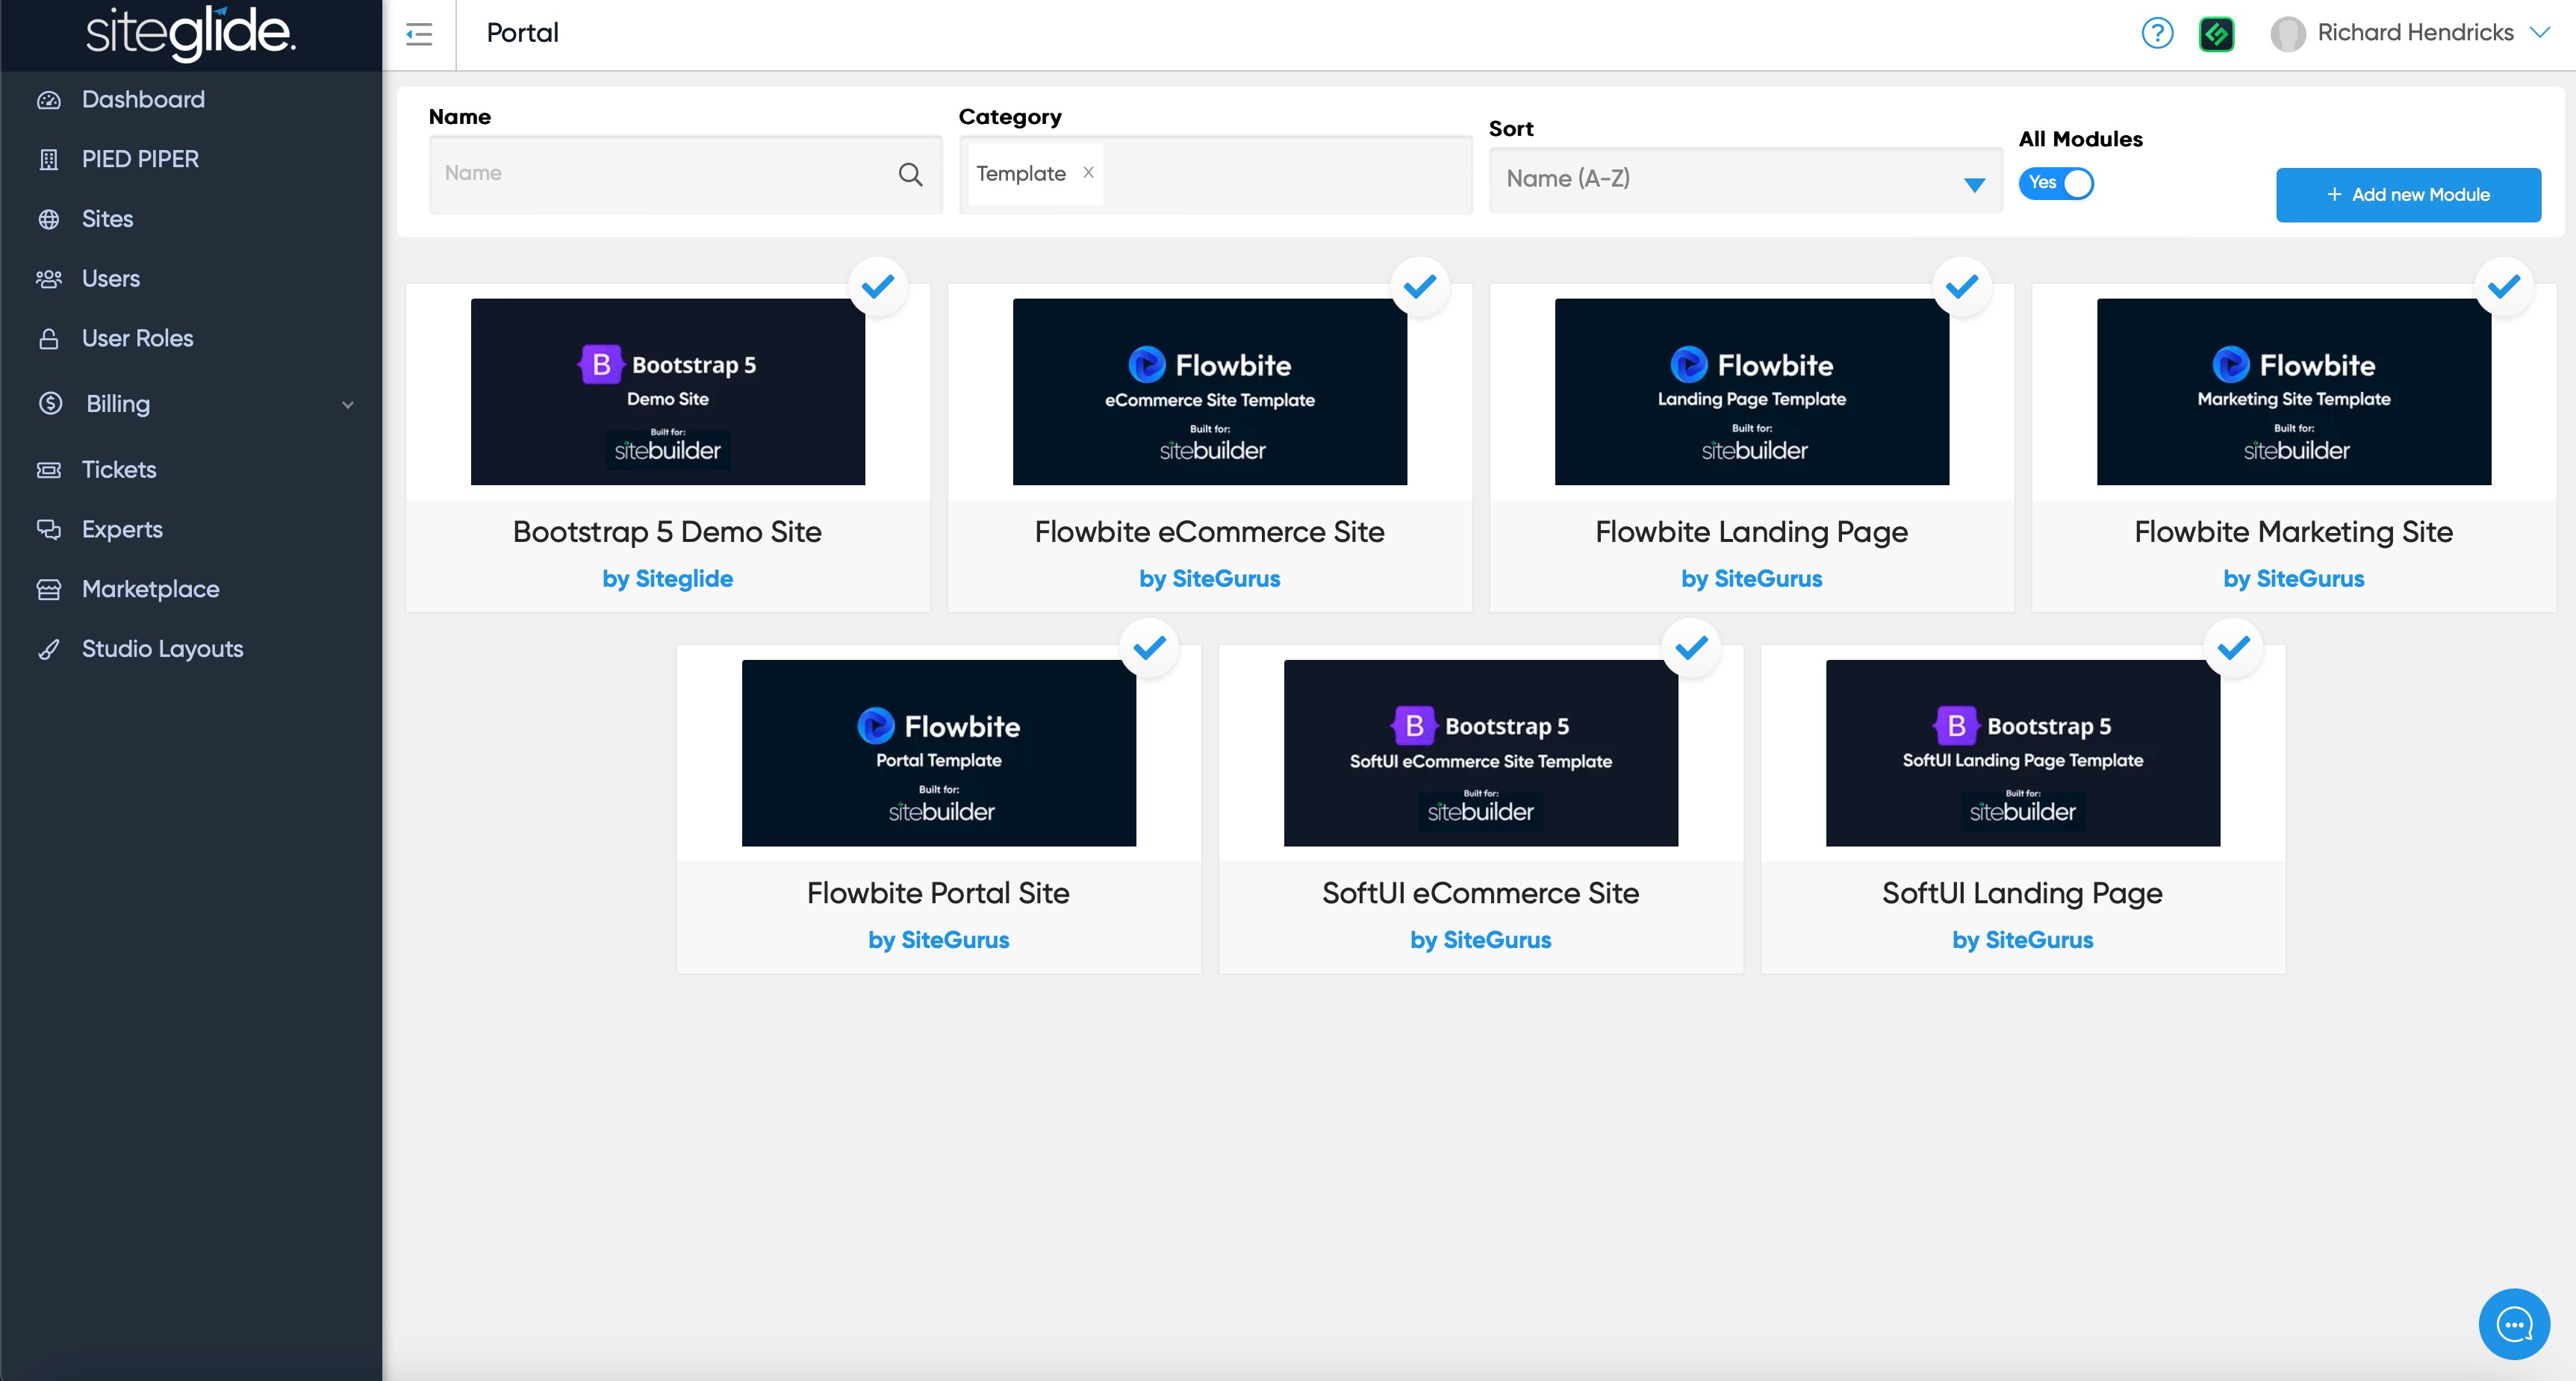 siteglide.
Portal
Richard Hendricks
Dashboard
PIED PIPER
Sites
Users
User Roles
Billing
Tickets
Experts
Marketplace
Studio Layouts
Name
Name
Category
Template
Sort
Name (A-Z)
All Modules
Yes
+ Add new Module
B Bootstrap 5
Demo Site
Built for:
sitebuilder
Bootstrap 5 Demo Site
by Siteglide
Flowbite
eCommerce Site Template
Built for:
sitebuilder
Flowbite eCommerce Site
by SiteGurus
Flowbite
Landing Page Template
Built for:
sitebuilder
Flowbite Landing Page
by SiteGurus
Flowbite
Marketing Site Template
Built for:
sitebuilder
Flowbite Marketing Site
by SiteGurus
Flowbite
Portal Template
Built for:
sitebuilder
Flowbite Portal Site
by SiteGurus
B Bootstrap 5
SoftUI eCommerce Site Template
Built for:
sitebuilder
SoftUI eCommerce Site
by SiteGurus
B Bootstrap 5
SoftUI Landing Page Template
Built for:
sitebuilder
SoftUI Landing Page
by SiteGurus